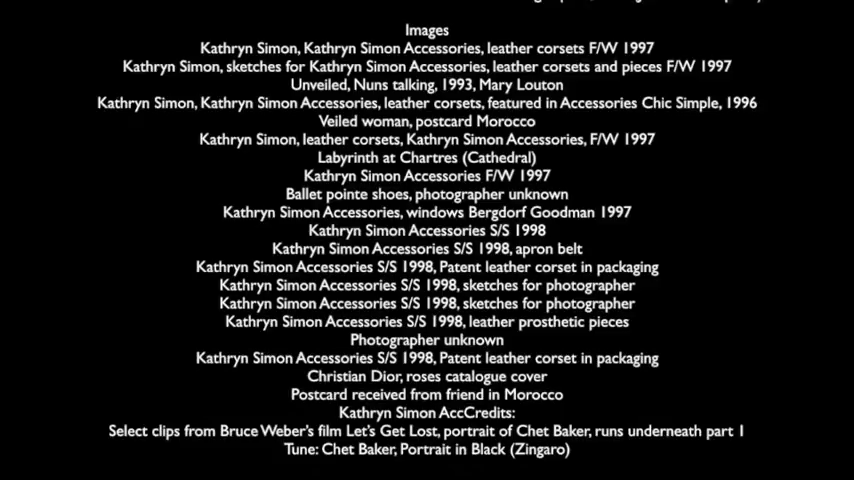 Images
Kathryn Simon, Kathryn Simon Accessories, leather corsets F/W 1997
Kathryn Simon, sketches for Kathryn Simon Accessories, leather corsets and pieces F/W 1997
Unveiled, Nuns talking, 1993, Mary Louton
Kathryn Simon, Kathryn Simon Accessories, leather corsets, featured in Accessories Chic Simple, 1996
Veiled woman, postcard Morocco
Kathryn Simon, leather corsets, Kathryn Simon Accessories, F/W 1997
Labyrinth at Chartres (Cathedral)
Kathryn Simon Accessories F/W 1997
Ballet pointe shoes, photographer unknown
Kathryn Simon Accessories, windows Bergdorf Goodman 1997
Kathryn Simon Accessories S/S 1998
Kathryn Simon Accessories S/S 1998, apron belt
Kathryn Simon Accessories S/S 1998, Patent leather corset in packaging
Kathryn Simon Accessories S/S 1998, sketches for photographer
Kathryn Simon Accessories S/S 1998, sketches for photographer
Kathryn Simon Accessories S/S 1998, leather prosthetic pieces
Photographer unknown
Kathryn Simon Accessories S/S 1998, Patent leather corset in packaging
Christian Dior, roses catalogue cover
Postcard received from friend in Morocco
Kathryn Simon AccCredits:
Select clips from Bruce Weber's film Let's Get Lost, portrait of Chet Baker, runs underneath part 1
Tune: Chet Baker, Portrait in Black (Zingaro)